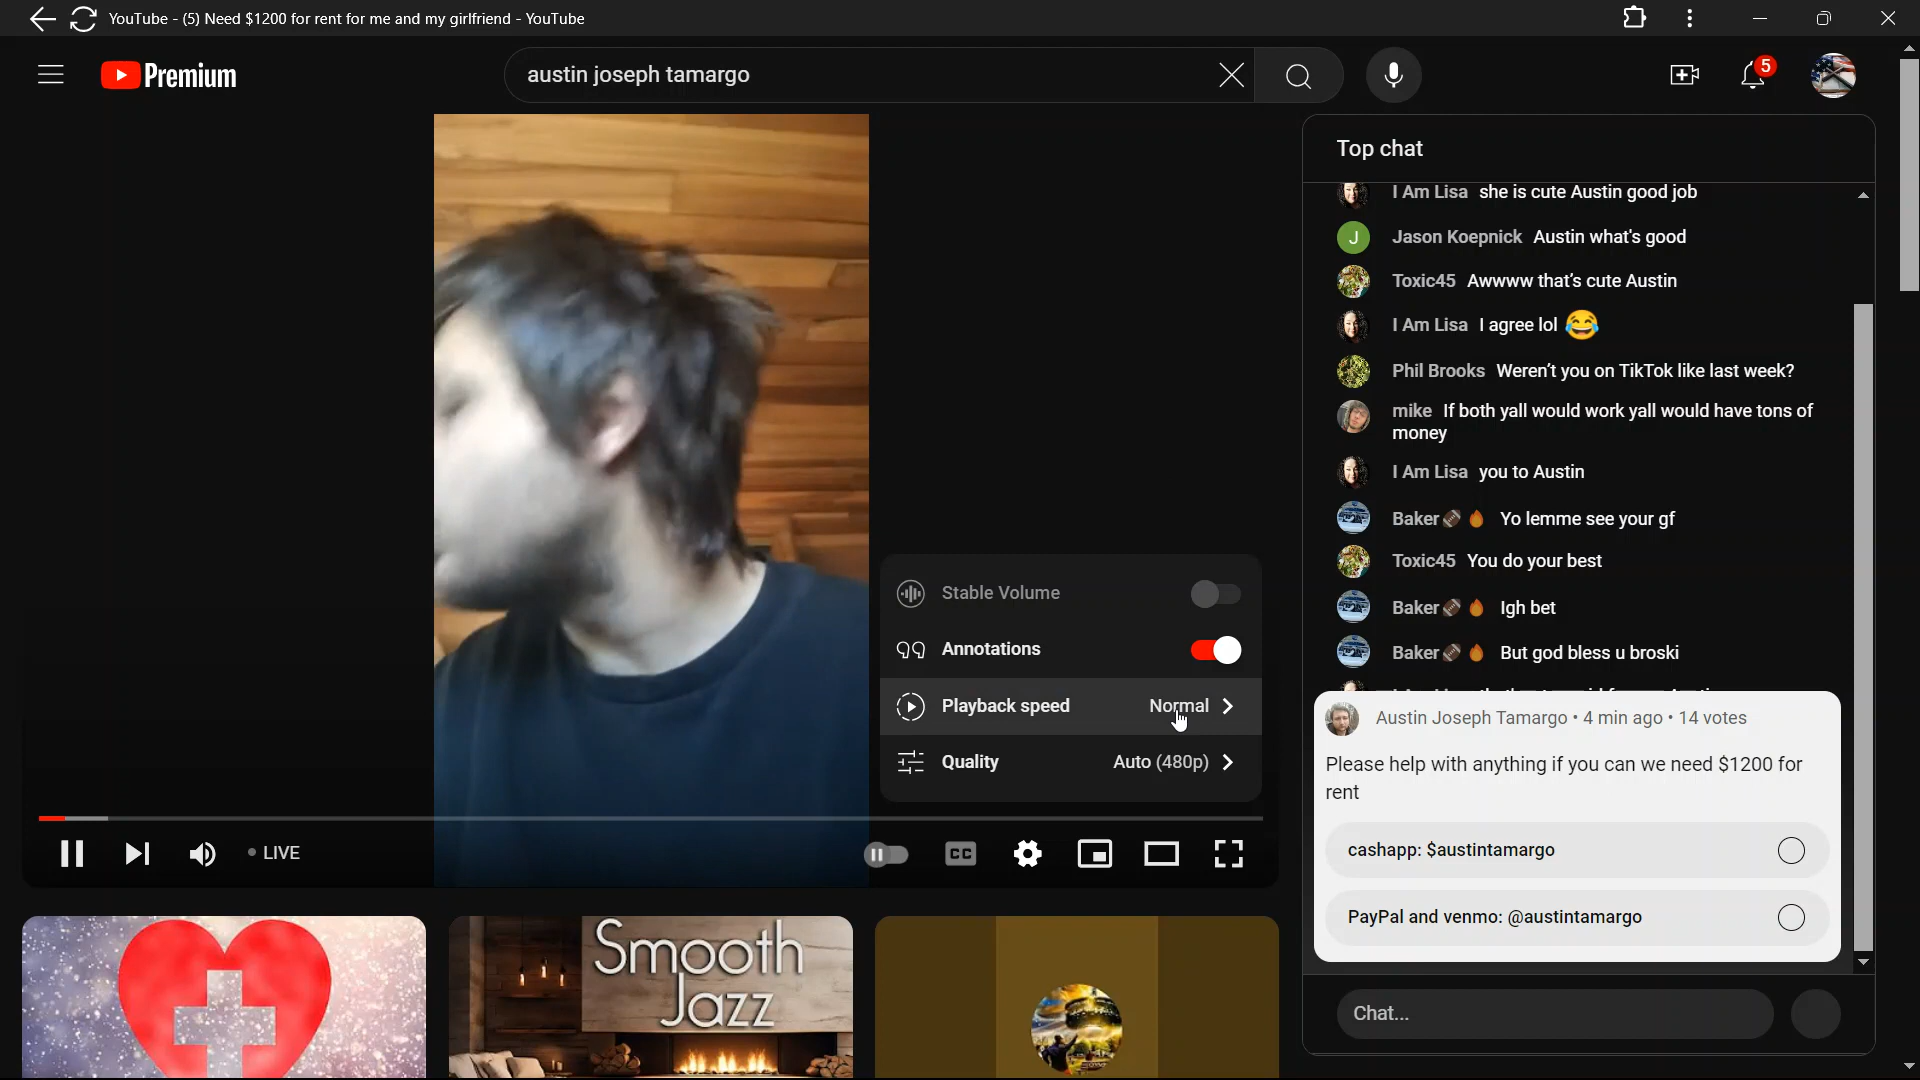 YouTube - (5) Need $1200 for rent for me and my girlfriend - YouTube
Premium
austin joseph tamargo
5
Top chat
I Am Lisa she is cute Austin good job
J Jason Koepnick Austin what's good
Toxic45 Awwww that's cute Austin
I Am Lisa I agree lol 😂
Phil Brooks Weren't you on TikTok like last week?
mike If both yall would work yall would have tons of
money
I Am Lisa you to Austin
Baker🏈🔥 Yo lemme see your gf
Toxic45 You do your best
Baker🏈🔥 Igh bet
Baker🏈🔥 But god bless u broski
Austin Joseph Tamargo • 4 min ago • 14 votes
Please help with anything if you can we need $1200 for
rent
cashapp: $austintamargo
PayPal and venmo: @austintamargo
Chat...
Stable Volume
Annotations
Playback speed Normal
Quality Auto (480p)
• LIVE
CC
Smooth
Jazz